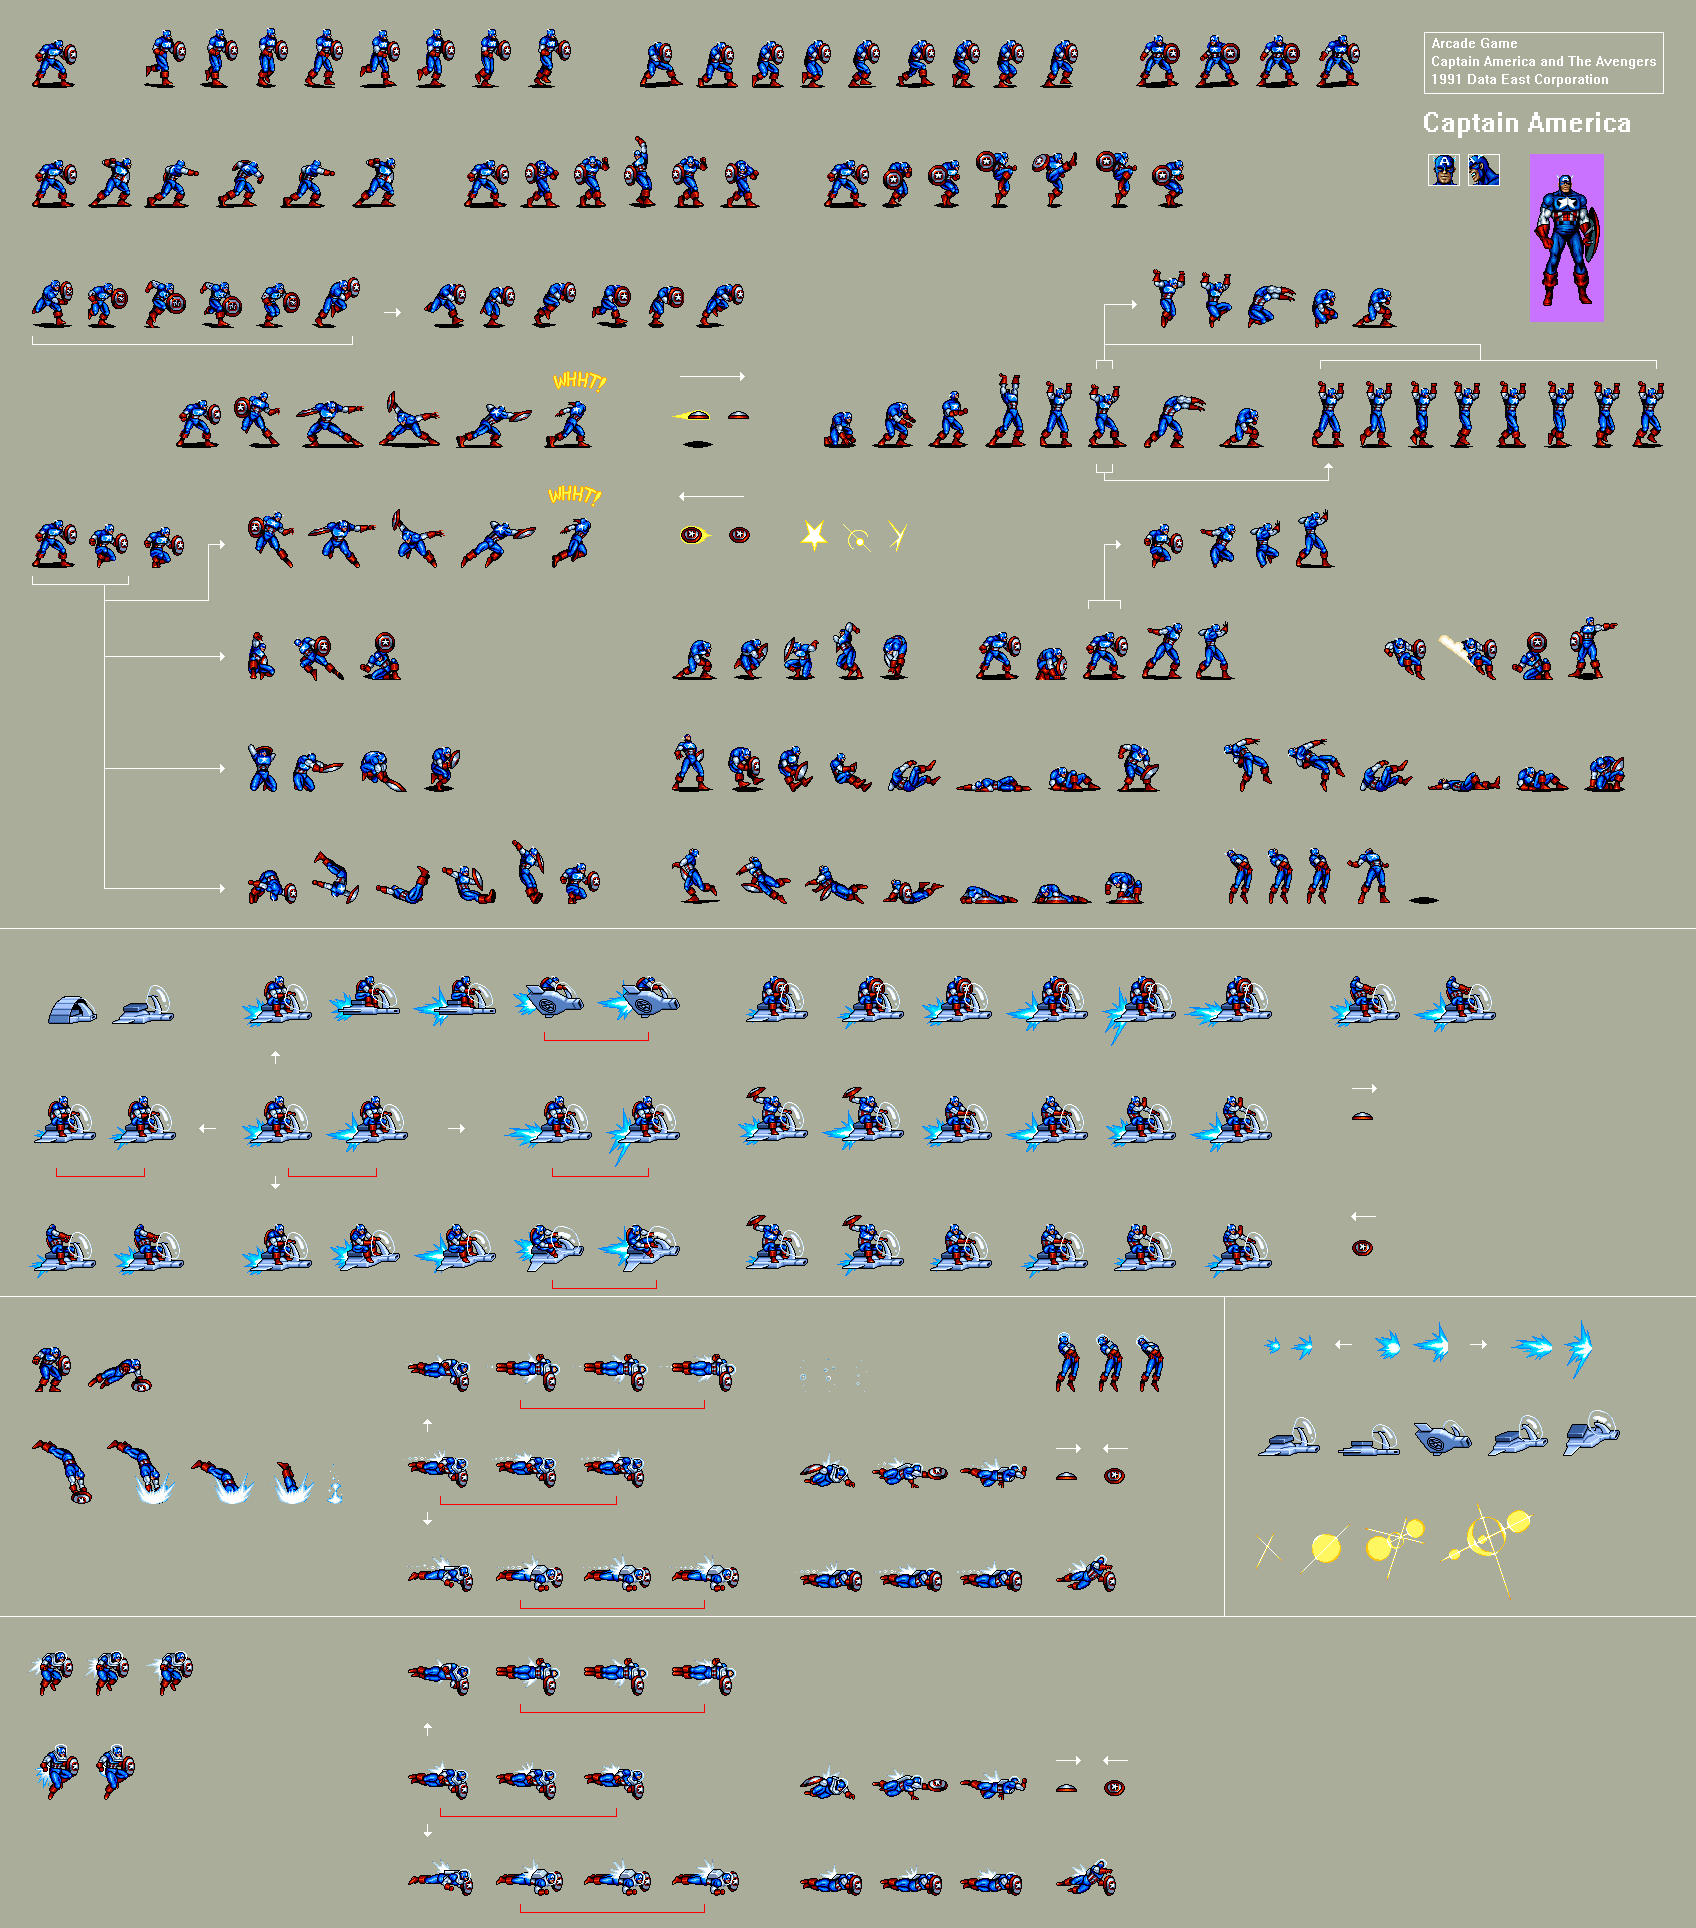 Arcade Game
Captain America and The Avengers
1991 Data East Corporation
Captain America
A
WHHT!
WHHT!